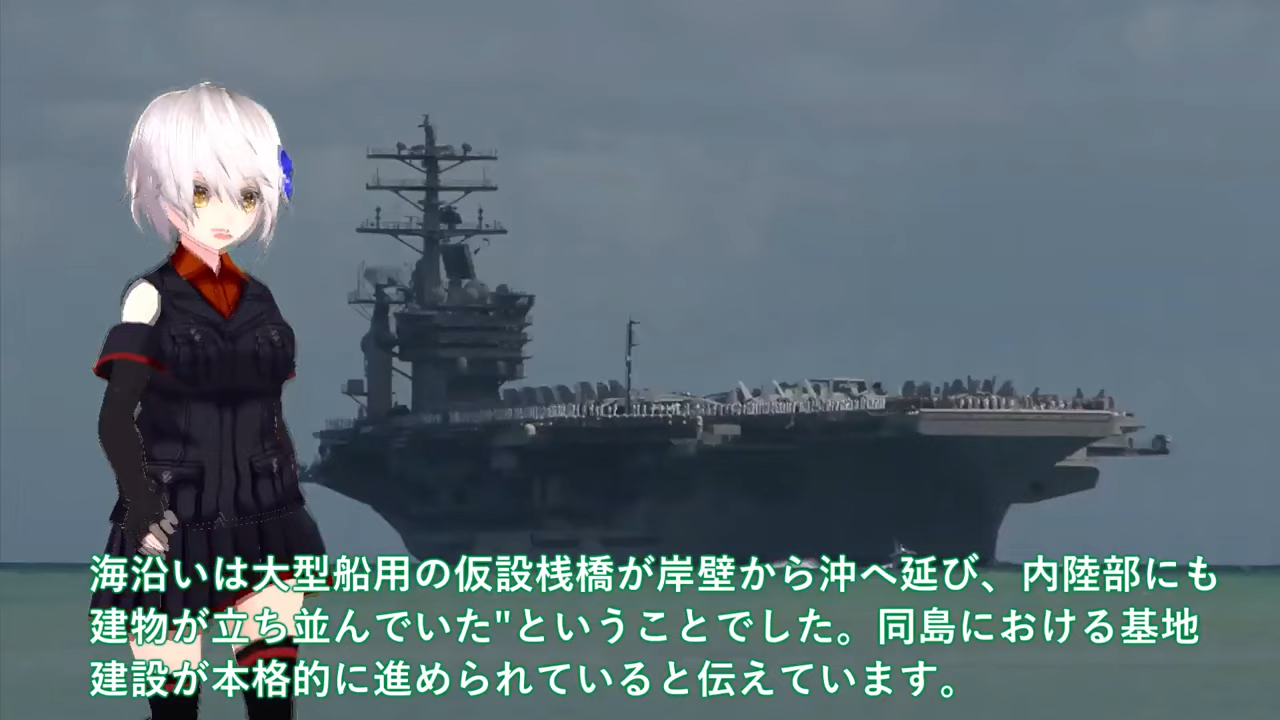 海沿いは大型船用の仮設桟橋が岸壁から沖へ延び、内陸部にも
建物が立ち並んでいた"ということでした。同島における基地
建設が本格的に進められていると伝えています。